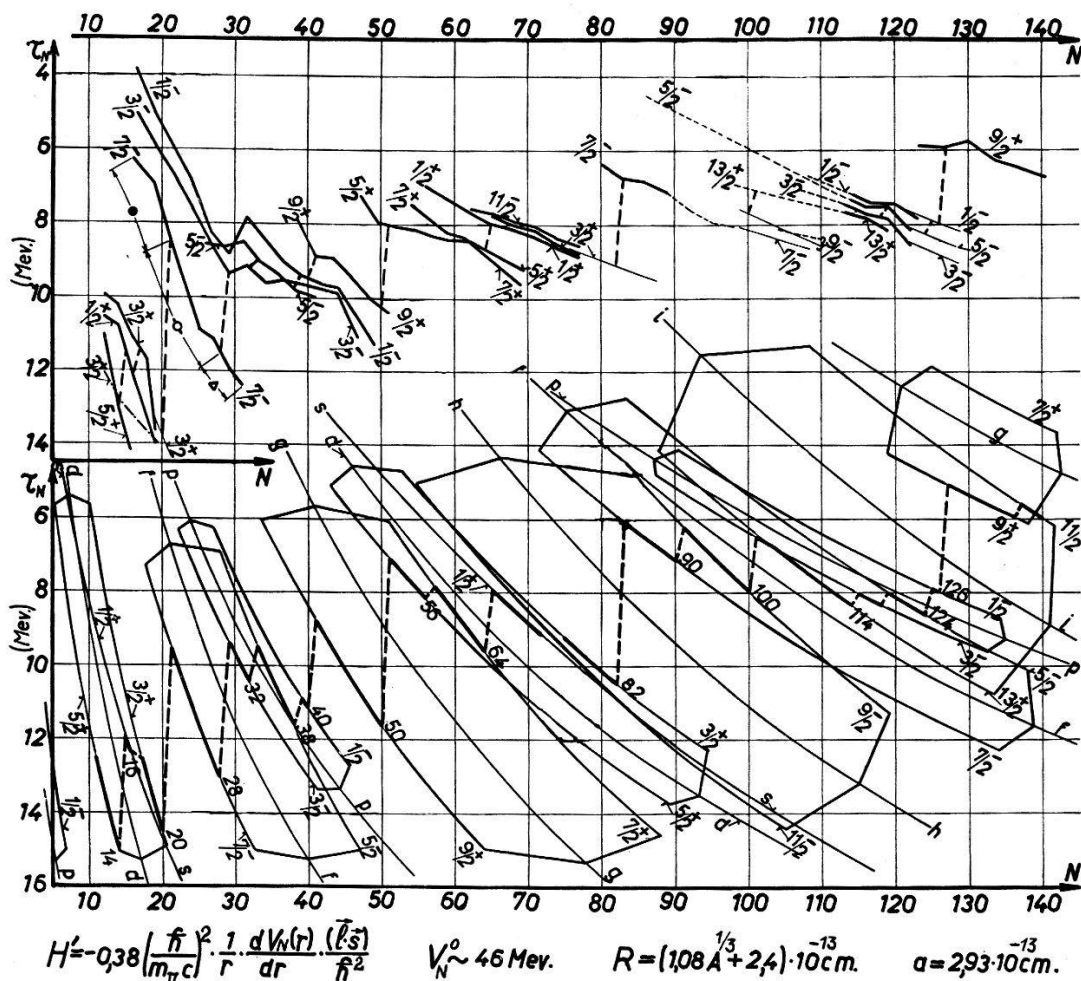 10 20 30 40 50 60 70 80 90 100 110 120 130 140
τN N
4
6
8
10
12
14
(Mev.)
1/2⁻
3/2⁻
7/2⁻
5/2⁻
9/2⁺
5/2⁺ 7/2⁺ 1/2⁺ 11/2⁻ 3/2⁺
7/2⁻ 5/2⁻ 13/2⁺ 3/2⁻ 1/2⁻ 9/2⁺
1/2⁺ 3/2⁺
3/2⁺
5/2⁺
3/2⁺
7/2⁻
5/2⁻
3/2⁻
1/2⁻
9/2⁺
7/2⁺ 5/2⁺ 1/2⁺
7/2⁻ 9/2⁻ 13/2⁺ 3/2⁻ 5/2⁻ 1/2⁻
N
τN
6
8
10
12
14
16
(Mev.)
d f p g s d h f p i
g 7/2⁺
9/2⁺ 11/2
1/2⁺
3/2⁺
5/2⁺
1/2⁻
p 14 d 16 20 s
28 32 38 40
50 56 64 82
90 100 114 124 126
7/2⁻ f 3/2⁻ 1/2⁻ p 5/2⁻
9/2⁺ g 7/2⁺ 1/2⁺ 5/2⁺ d 3/2⁺ s 11/2⁻
h 9/2⁻ 7/2⁻ f 13/2⁺ 5/2⁻ 3/2⁻ 1/2⁻ p i
10 20 30 40 50 60 70 80 90 100 110 120 130 140
N
H'=-0,38(ℏ/mπc)²·1/r·dVN(r)/dr·(l⃗·s⃗)/ℏ² V°N~46 Mev. R=(1,08A^1/3+2,4)·10^-13 cm. a=2,93·10^-13 cm.